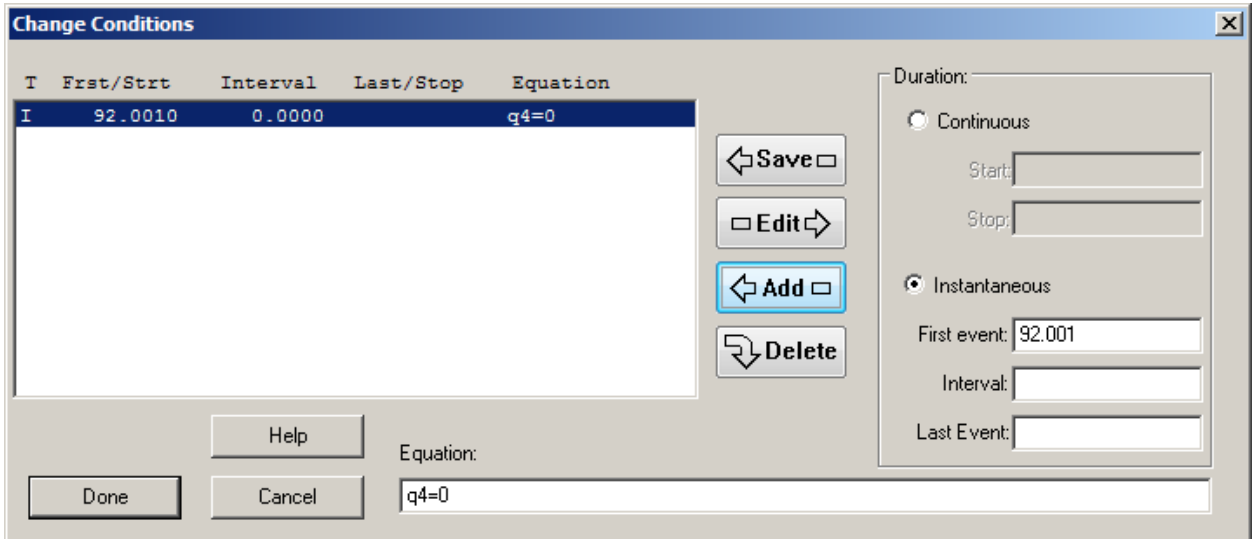 Change Conditions
T Frst/Strt Interval Last/Stop Equation
I 92.0010 0.0000 q4=0
Save
Edit
Add
Delete
Duration:
Continuous
Start:
Stop:
Instantaneous
First event: 92.001
Interval:
Last Event:
Help
Done
Cancel
Equation:
q4=0